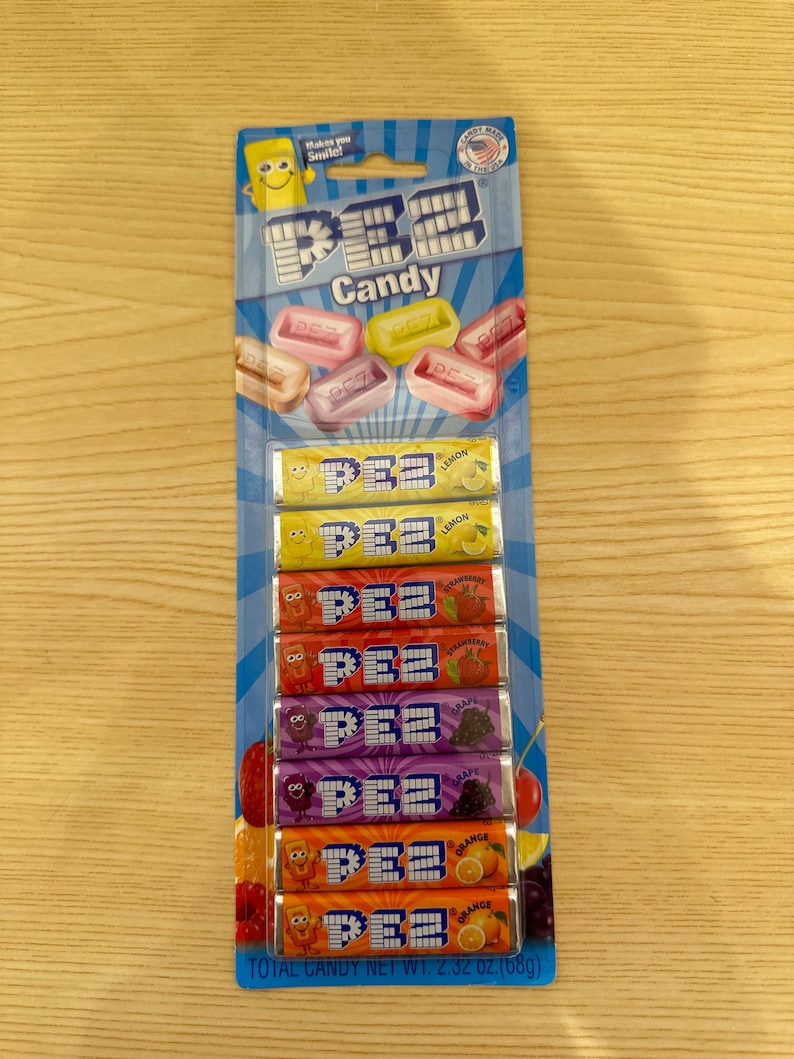 Makes you
Smile!
CANDY MADE
IN THE USA
PEZ®
Candy
PEZ PEZ
PEZ PEZ
PEZ PEZ
PEZ® LEMON
PEZ® LEMON
PEZ® STRAWBERRY
PEZ® STRAWBERRY
PEZ® GRAPE
PEZ® GRAPE
PEZ® ORANGE
PEZ® ORANGE
TOTAL CANDY NET WT. 2.32 oz.(68g)